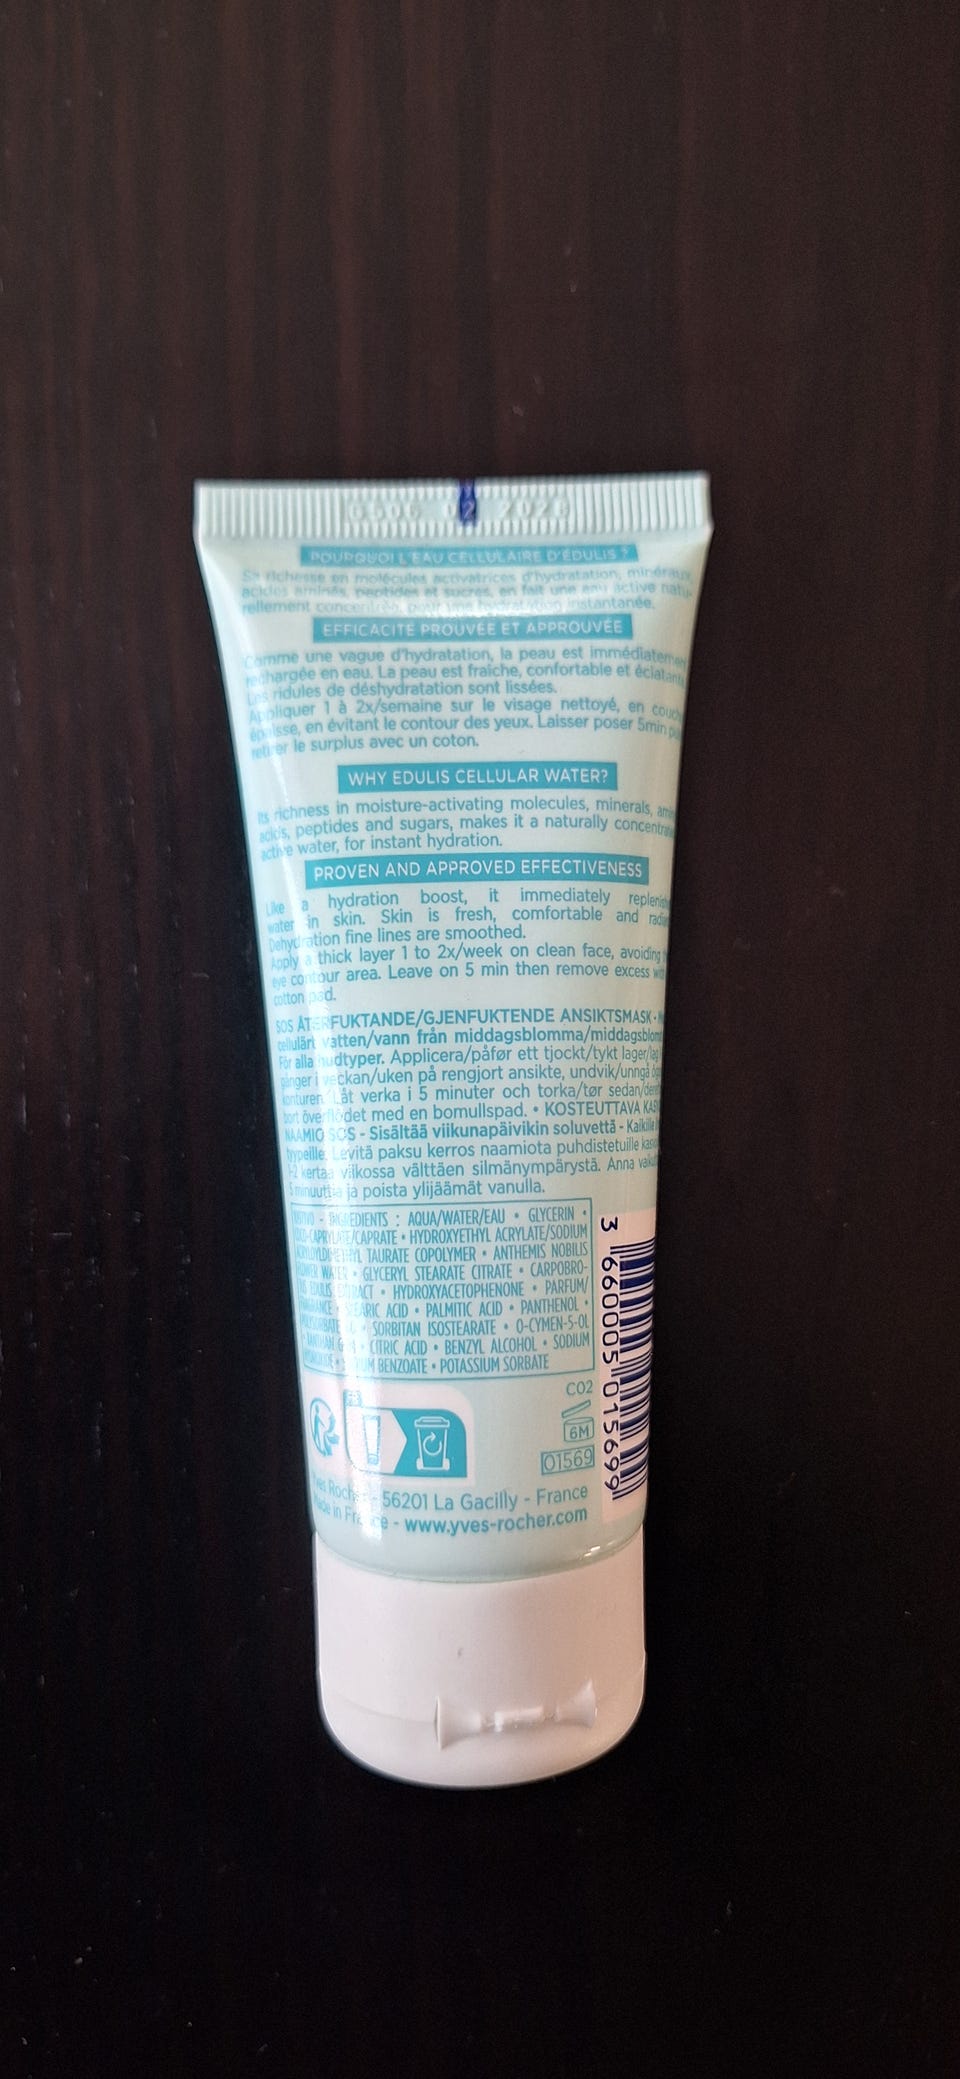 02 2028
POURQUOI L'EAU CELLULAIRE D'ÉDULIS ?
Sa richesse en molécules activatrices d'hydratation, minéraux,
acides aminés, peptides et sucres, en fait une eau active natu-
rellement concentrée, pour une hydratation instantanée.
EFFICACITÉ PROUVÉE ET APPROUVÉE
Comme une vague d'hydratation, la peau est immédiatement
rechargée en eau. La peau est fraîche, confortable et éclatante.
Les ridules de déshydratation sont lissées.
Appliquer 1 à 2x/semaine sur le visage nettoyé, en couche
épaisse, en évitant le contour des yeux. Laisser poser 5min
retirer le surplus avec un coton.
WHY EDULIS CELLULAR WATER?
Its richness in moisture-activating molecules, minerals,
acids, peptides and sugars, makes it a naturally
active water, for instant hydration.
PROVEN AND APPROVED EFFECTIVENESS
Like a hydration boost, it immediately
water in skin. Skin is fresh, comfortable and
Dehydration fine lines are smoothed.
Apply a thick layer 1 to 2x/week on clean face, avoiding
eye contour area. Leave on 5 min then remove excess
cotton pad.
SOS ÅTERFUKTANDE/GJENFUKTENDE ANSIKTSMASK -
cellulärt vatten/vann från middagsblomma/
För alla hudtyper. Applicera/påfør ett tjockt/tykt lager/
gånger i veckan/uken på rengjort ansikte, undvik/unngå
konturen. Låt verka i 5 minuter och torka/tør sedan/
bort överflödet med en bomullspad. • KOSTEUTTAVA
NAAMIO SOS - Sisältää viikunapäivikin soluvettä - Kaikille
tyypeille. Levitä paksu kerros naamiota puhdistetuille
1-2 kertaa viikossa välttäen silmänympärystä. Anna
5 minuuttia ja poista ylijäämät vanulla.
INGREDIENTS : AQUA/WATER/EAU • GLYCERIN •
COCO-CAPRYLATE/CAPRATE • HYDROXYETHYL ACRYLATE/SODIUM
ACRYLOYLDIMETHYL TAURATE COPOLYMER • ANTHEMIS NOBILIS
FLOWER WATER • GLYCERYL STEARATE CITRATE • CARPOBRO-
TUS EDULIS EXTRACT • HYDROXYACETOPHENONE • PARFUM/
FRAGRANCE • STEARIC ACID • PALMITIC ACID • PANTHENOL •
SORBITAN ISOSTEARATE • O-CYMEN-5-OL
• XANTHAN GUM • CITRIC ACID • BENZYL ALCOHOL • SODIUM
HYDROXIDE • SODIUM BENZOATE • POTASSIUM SORBATE
3 660005 015699
C02
FR
6M
01569
Yves Rocher - 56201 La Gacilly - France
Made in France - www.yves-rocher.com